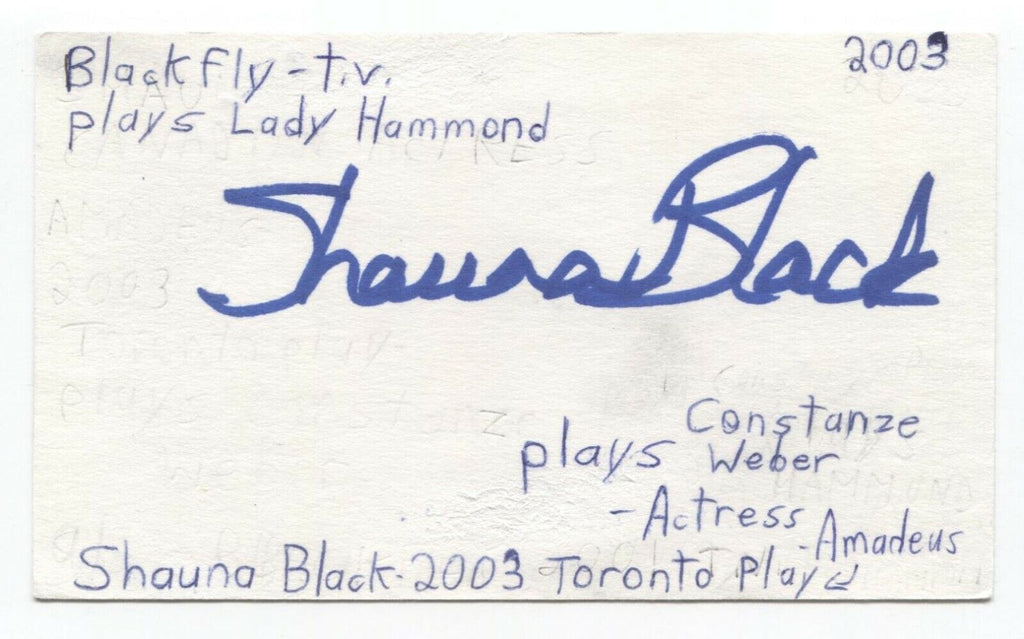 Blackfly - t.v.
2003
plays Lady Hammond
Shauna Black
Constanze
plays Weber
- Actress
- Amadeus
Shauna Black - 2003 Toronto Play